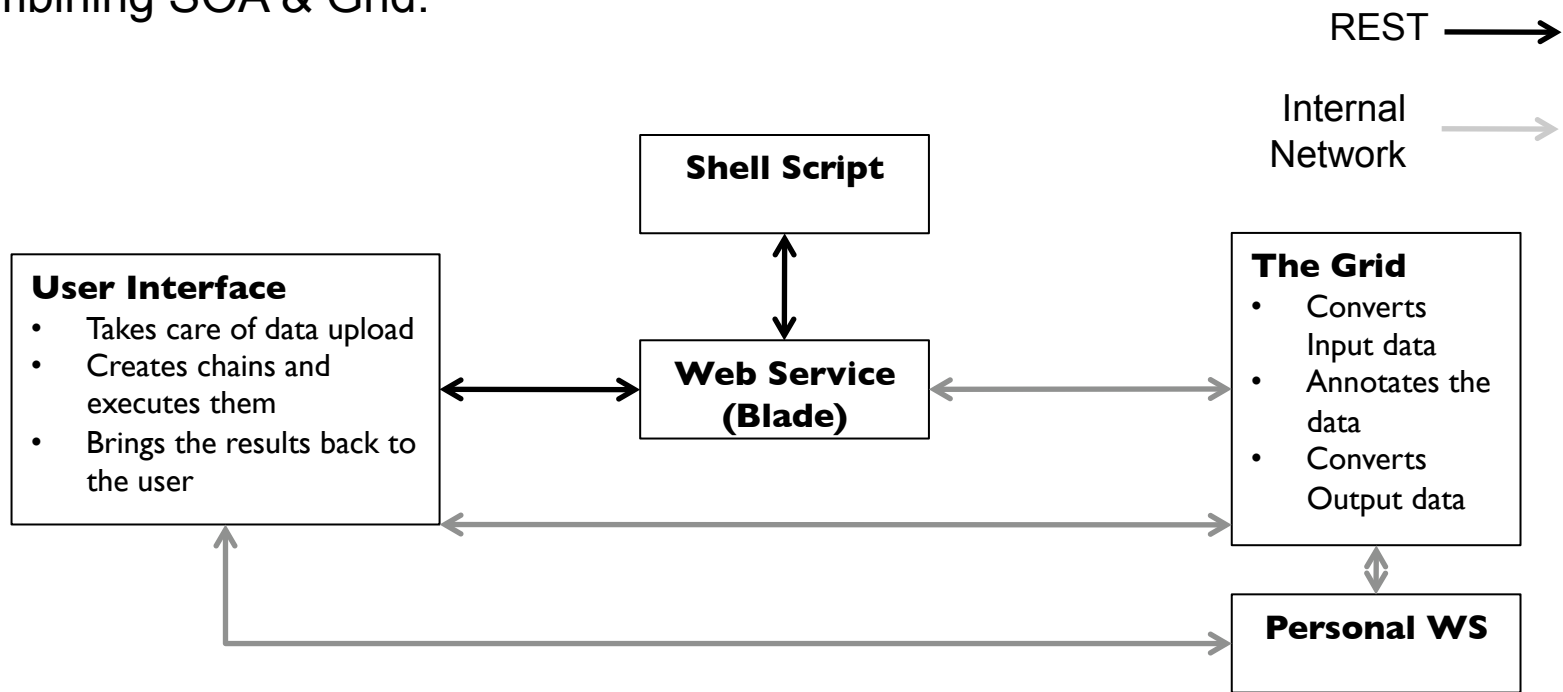 SOA & Grid.
REST
Internal
Network
Shell Script
User Interface
• Takes care of data upload
• Creates chains and
executes them
• Brings the results back to
the user
Web Service
(Blade)
The Grid
• Converts
Input data
• Annotates the
data
• Converts
Output data
Personal WS